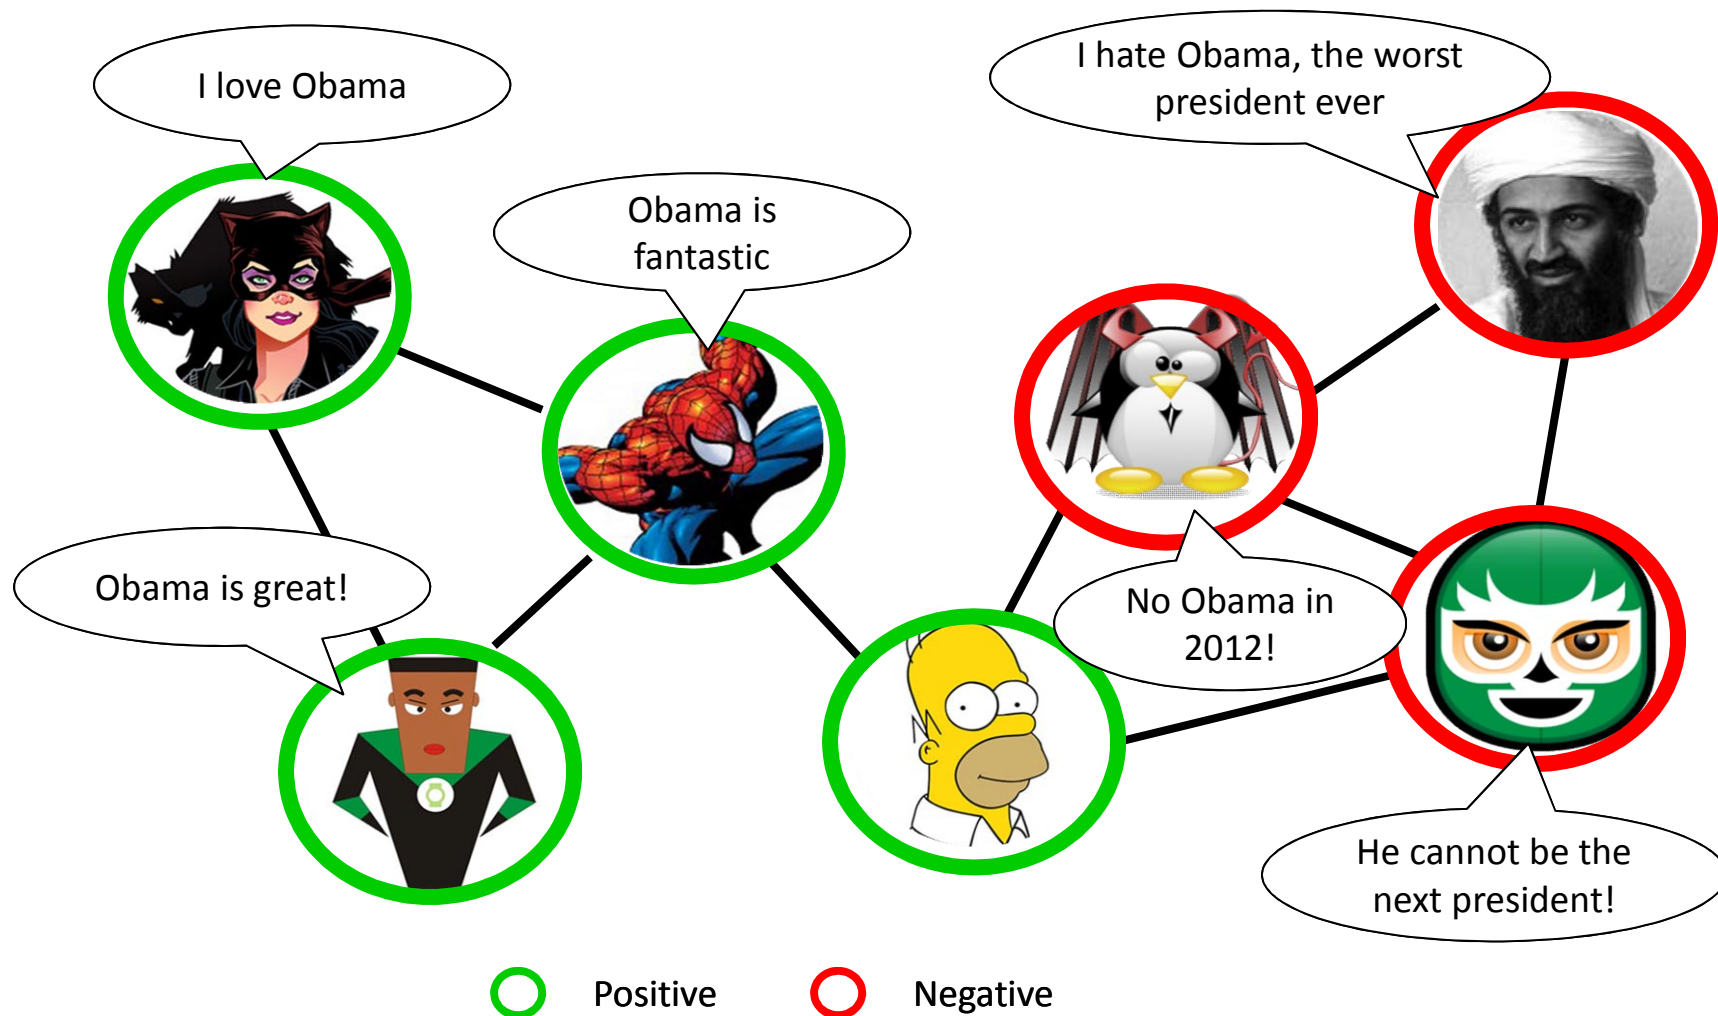 I love Obama
I hate Obama, the worst
president ever
Obama is
fantastic
Obama is great!
No Obama in
2012!
He cannot be the
next president!
Positive
Negative